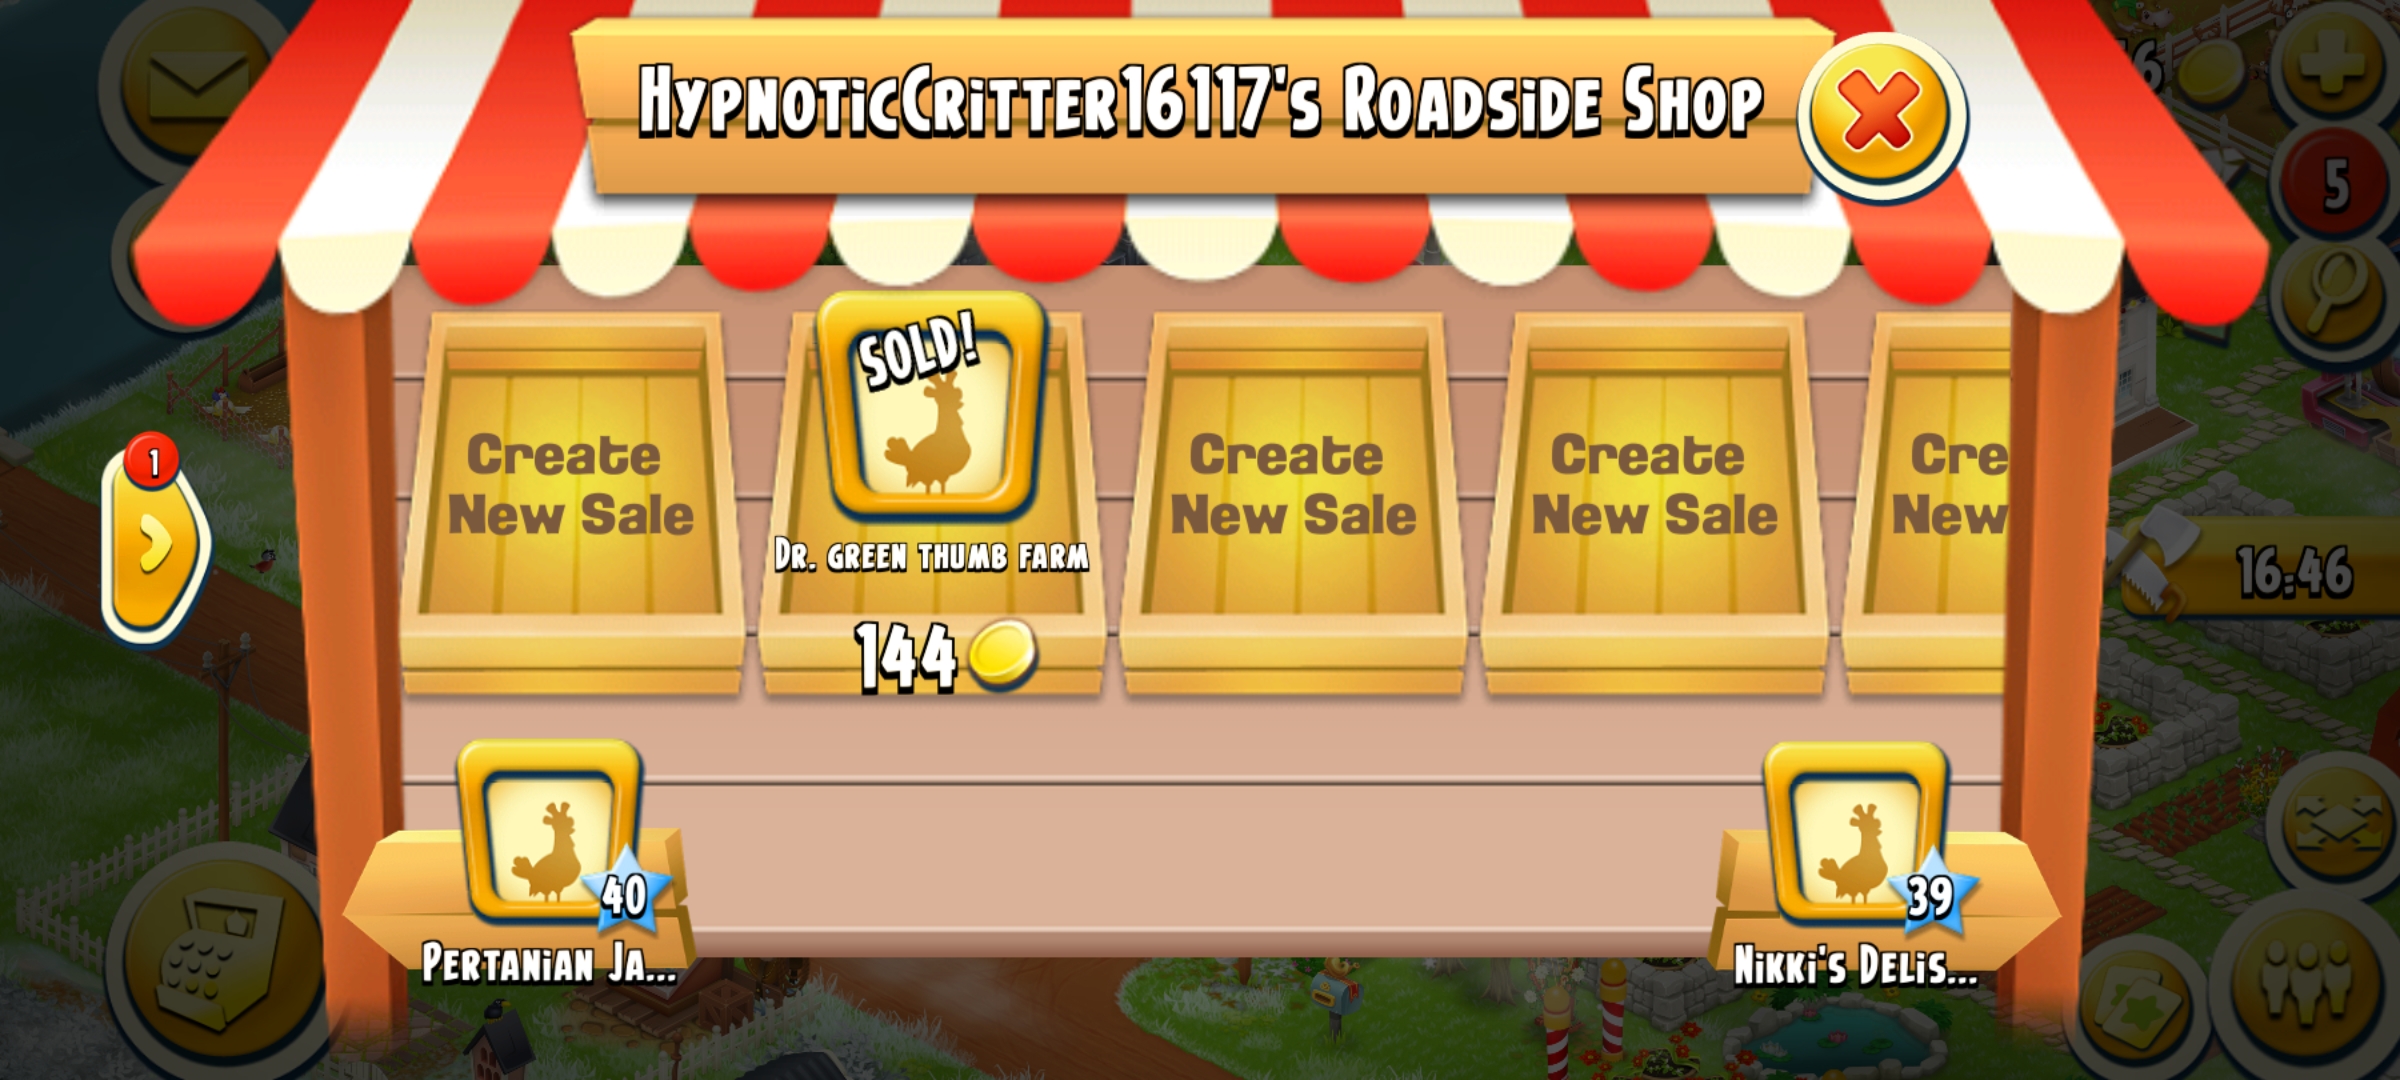 HypnoticCritter16117's Roadside Shop
6
5
SOLD!
Create
New Sale
Create
New Sale
Create
New Sale
Cre
New
1
Dr. green thumb farm
16:46
144
40
39
Pertanian Ja...
Nikki's Delis...